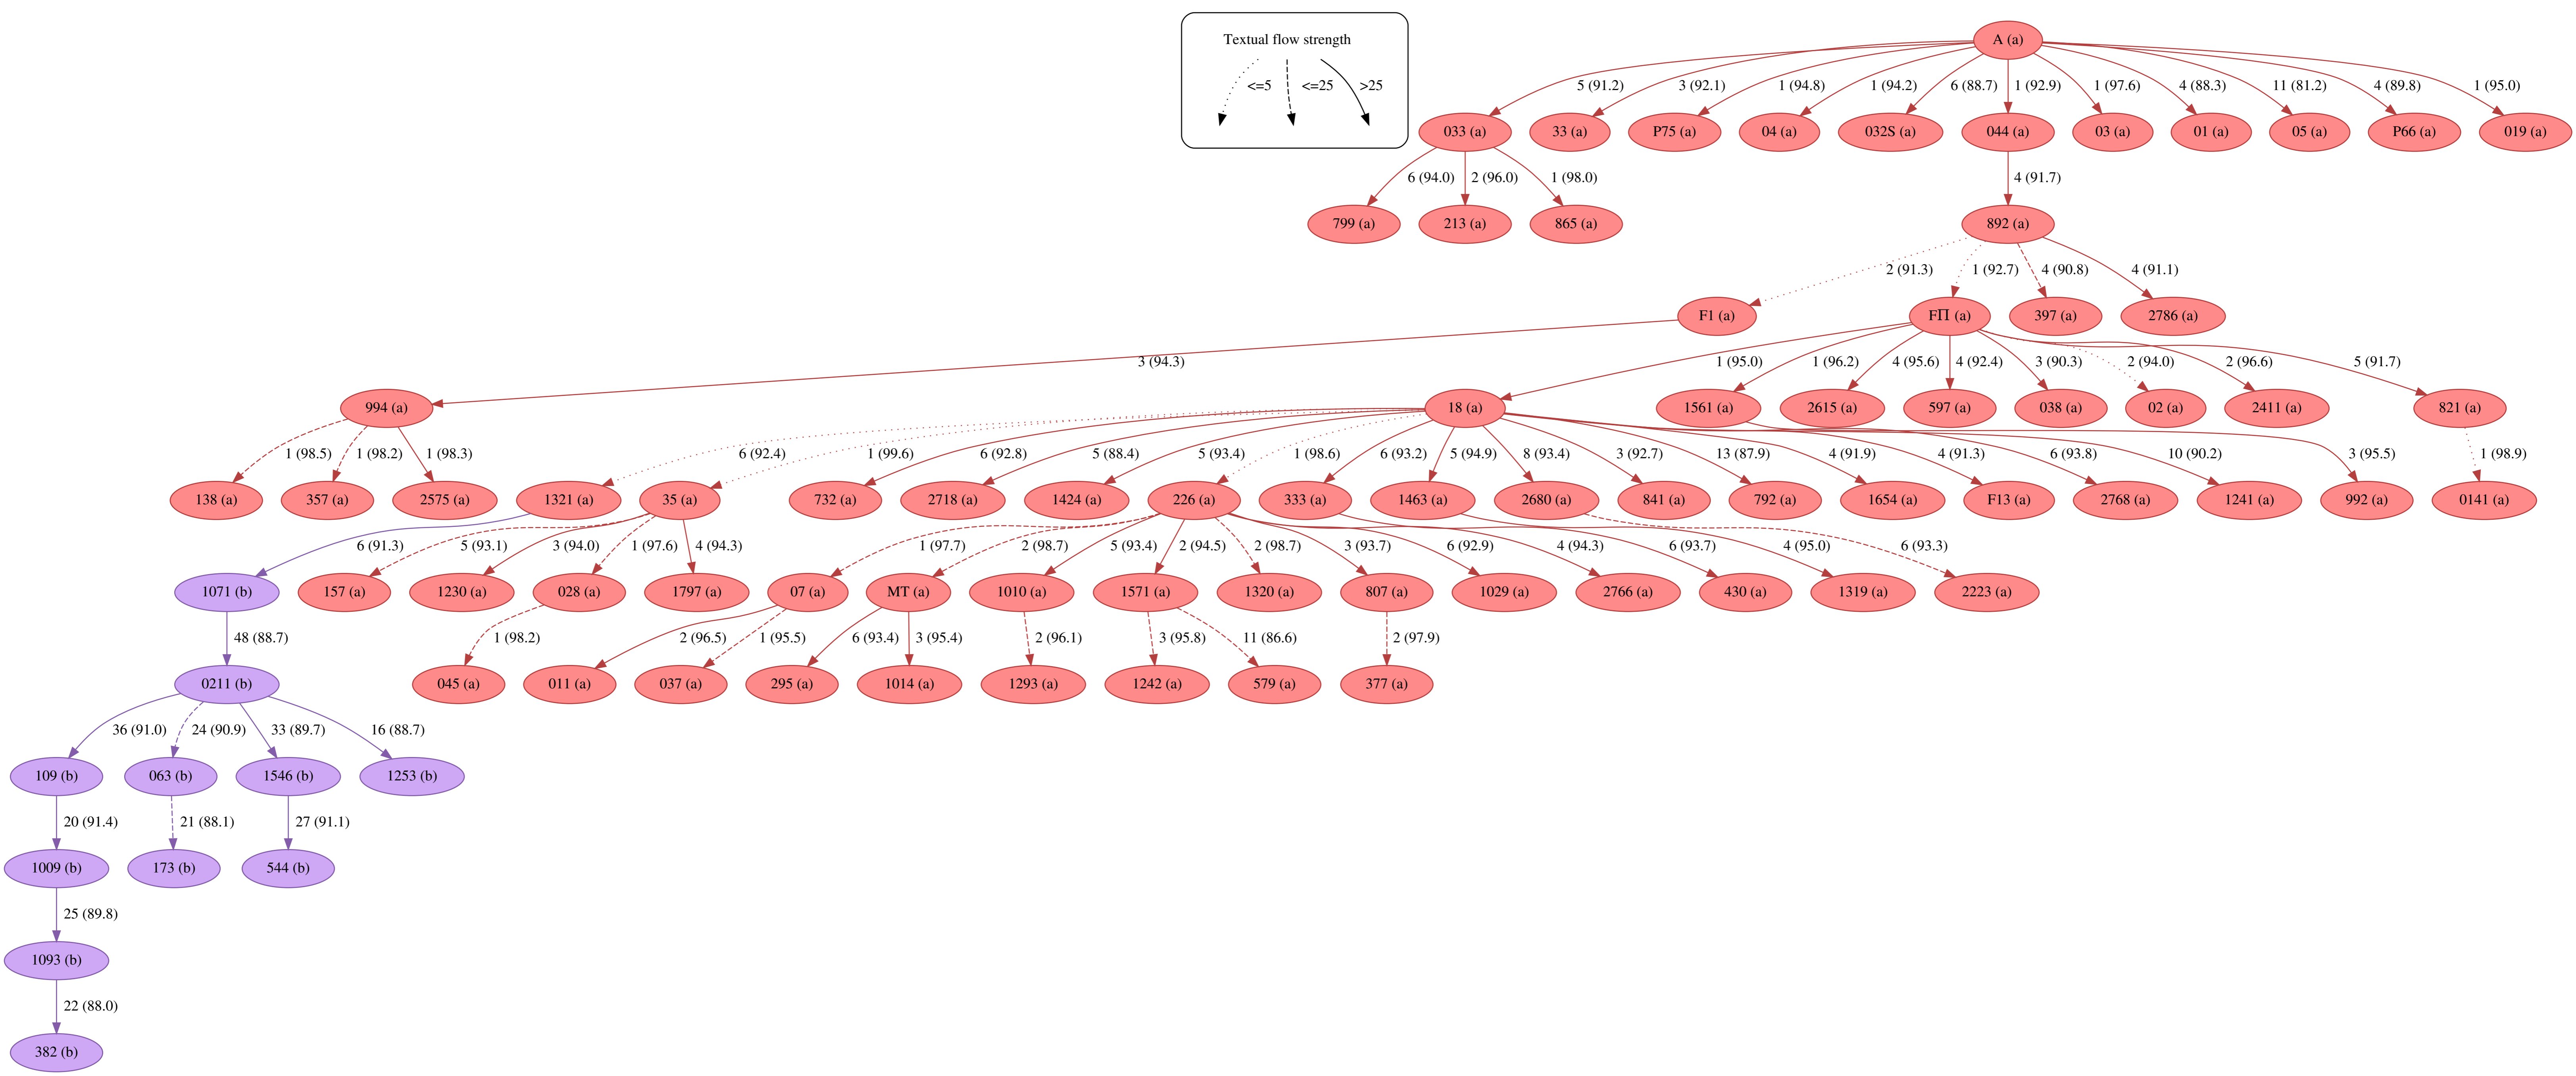 Textual flow strength
<=5 <=25 >25
A (a)
5 (91.2) 3 (92.1) 1 (94.8) 1 (94.2) 6 (88.7) 1 (92.9) 1 (97.6) 4 (88.3) 11 (81.2) 4 (89.8) 1 (95.0)
033 (a) 33 (a) P75 (a) 04 (a) 032S (a) 044 (a) 03 (a) 01 (a) 05 (a) P66 (a) 019 (a)
6 (94.0) 2 (96.0) 1 (98.0) 4 (91.7)
799 (a) 213 (a) 865 (a) 892 (a)
2 (91.3) 1 (92.7) 4 (90.8) 4 (91.1)
F1 (a) FΠ (a) 397 (a) 2786 (a)
3 (94.3) 1 (95.0) 1 (96.2) 4 (95.6) 4 (92.4) 3 (90.3) 2 (94.0) 2 (96.6) 5 (91.7)
994 (a) 18 (a) 1561 (a) 2615 (a) 597 (a) 038 (a) 02 (a) 2411 (a) 821 (a)
1 (98.5) 1 (98.2) 1 (98.3) 6 (92.4) 1 (99.6) 6 (92.8) 5 (88.4) 5 (93.4) 1 (98.6) 6 (93.2) 5 (94.9) 8 (93.4) 3 (92.7) 13 (87.9) 4 (91.9) 4 (91.3) 6 (93.8) 10 (90.2) 3 (95.5) 1 (98.9)
138 (a) 357 (a) 2575 (a) 1321 (a) 35 (a) 732 (a) 2718 (a) 1424 (a) 226 (a) 333 (a) 1463 (a) 2680 (a) 841 (a) 792 (a) 1654 (a) F13 (a) 2768 (a) 1241 (a) 992 (a) 0141 (a)
6 (91.3) 5 (93.1) 3 (94.0) 1 (97.6) 4 (94.3) 1 (97.7) 2 (98.7) 5 (93.4) 2 (94.5) 2 (98.7) 3 (93.7) 6 (92.9) 4 (94.3) 6 (93.7) 4 (95.0) 6 (93.3)
1071 (b) 157 (a) 1230 (a) 028 (a) 1797 (a) 07 (a) MT (a) 1010 (a) 1571 (a) 1320 (a) 807 (a) 1029 (a) 2766 (a) 430 (a) 1319 (a) 2223 (a)
48 (88.7) 1 (98.2) 2 (96.5) 1 (95.5) 6 (93.4) 3 (95.4) 2 (96.1) 3 (95.8) 11 (86.6) 2 (97.9)
0211 (b) 045 (a) 011 (a) 037 (a) 295 (a) 1014 (a) 1293 (a) 1242 (a) 579 (a) 377 (a)
36 (91.0) 24 (90.9) 33 (89.7) 16 (88.7)
109 (b) 063 (b) 1546 (b) 1253 (b)
20 (91.4) 21 (88.1) 27 (91.1)
1009 (b) 173 (b) 544 (b)
25 (89.8)
1093 (b)
22 (88.0)
382 (b)